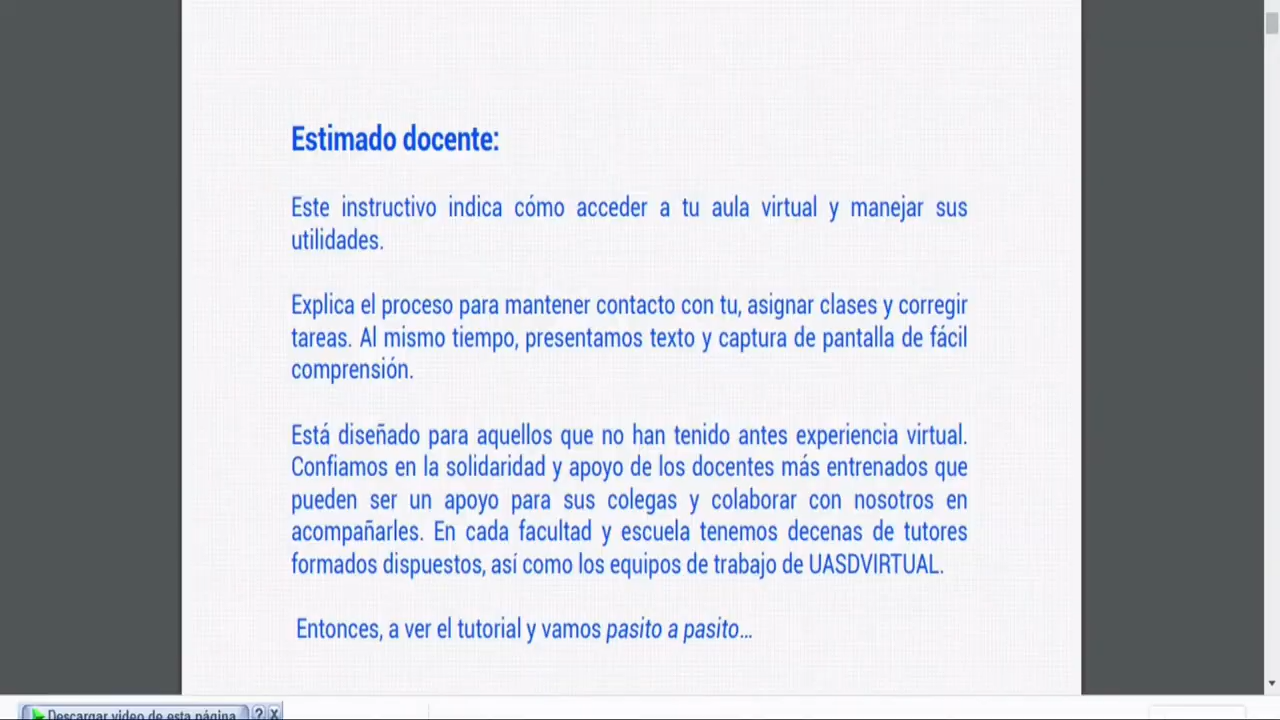 Estimado docente:
Este instructivo indica cómo acceder a tu aula virtual y manejar sus
utilidades.
Explica el proceso para mantener contacto con tu, asignar clases y corregir
tareas. Al mismo tiempo, presentamos texto y captura de pantalla de fácil
comprensión.
Está diseñado para aquellos que no han tenido antes experiencia virtual.
Confiamos en la solidaridad y apoyo de los docentes más entrenados que
pueden ser un apoyo para sus colegas y colaborar con nosotros en
acompañarles. En cada facultad y escuela tenemos decenas de tutores
formados dispuestos, así como los equipos de trabajo de UASDVIRTUAL.
Entonces, a ver el tutorial y vamos pasito a pasito...
Descargar video de esta página ? X